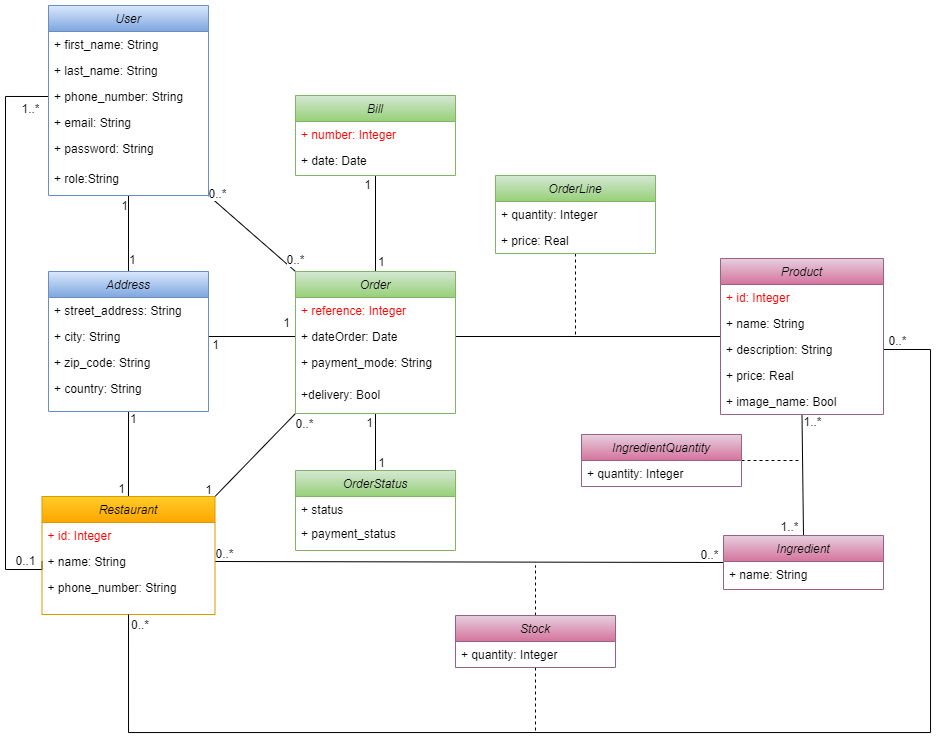 User
+ first_name: String
+ last_name: String
+ phone_number: String
+ email: String
+ password: String
+ role:String
1..*
1
0..*
Bill
+ number: Integer
+ date: Date
1
1
OrderLine
+ quantity: Integer
+ price: Real
0..*
1
Address
+ street_address: String
+ city: String
+ zip_code: String
+ country: String
1
1
1
Order
+ reference: Integer
+ dateOrder: Date
+ payment_mode: String
+delivery: Bool
0..*
1
Product
+ id: Integer
+ name: String
+ description: String
+ price: Real
+ image_name: Bool
0..*
1..*
IngredientQuantity
+ quantity: Integer
1
OrderStatus
+ status
+ payment_status
1
1
Restaurant
+ id: Integer
+ name: String
+ phone_number: String
0..1
0..*
0..*
1..*
Ingredient
+ name: String
0..*
Stock
+ quantity: Integer